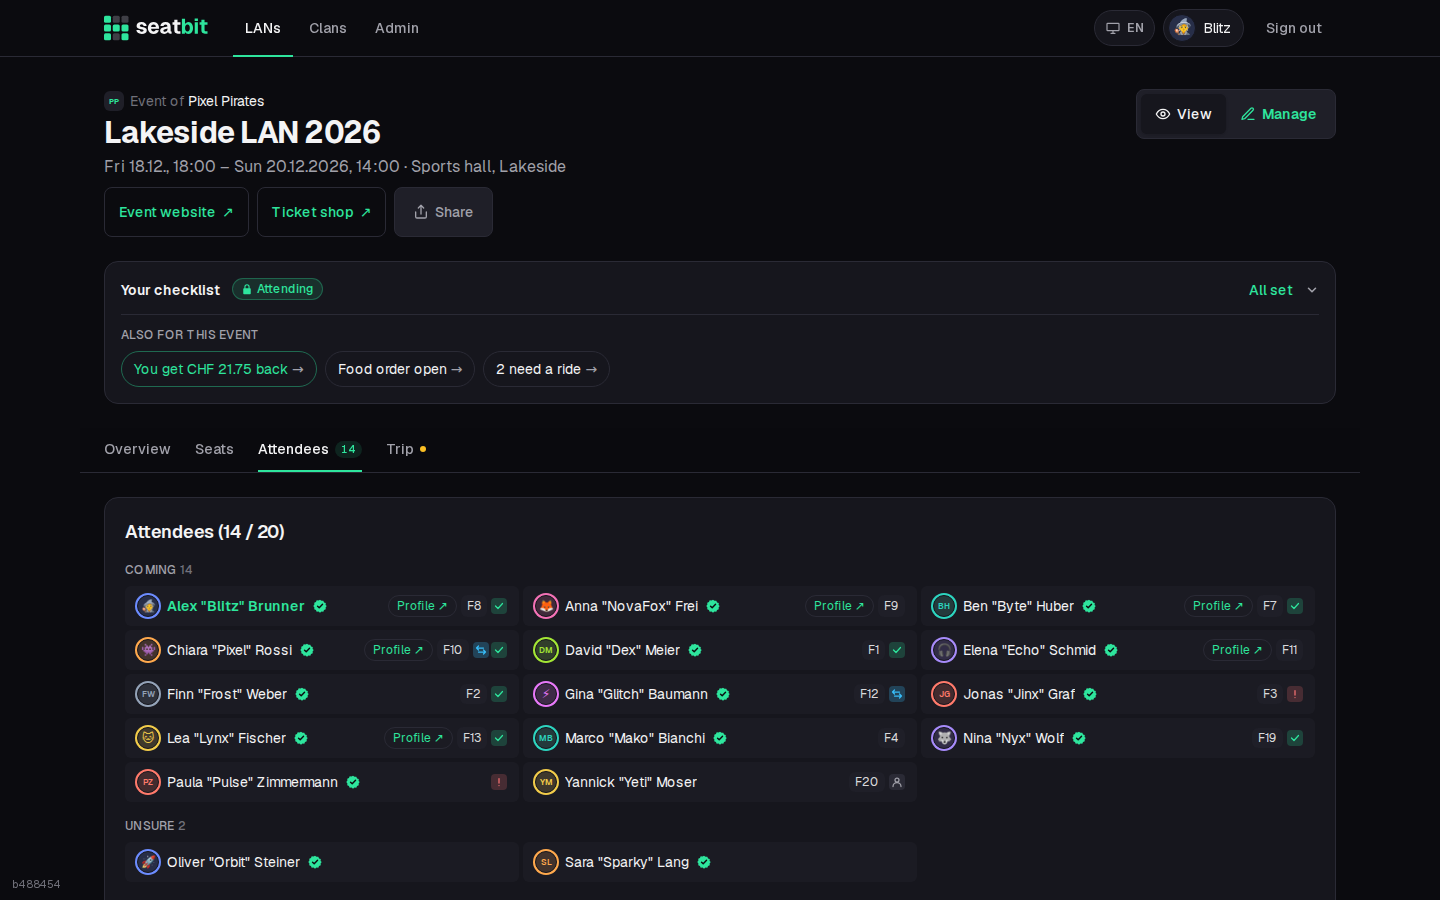 seatbit LANs Clans Admin EN Blitz Sign out
PP Event of Pixel Pirates
Lakeside LAN 2026
View Manage
Fri 18.12., 18:00 – Sun 20.12.2026, 14:00 · Sports hall, Lakeside
Event website ↗ Ticket shop ↗ Share
Your checklist Attending All set
ALSO FOR THIS EVENT
You get CHF 21.75 back → Food order open → 2 need a ride →
Overview Seats Attendees 14 Trip
Attendees (14 / 20)
COMING 14
Alex "Blitz" Brunner Profile ↗ F8
Anna "NovaFox" Frei Profile ↗ F9
BH Ben "Byte" Huber Profile ↗ F7
Chiara "Pixel" Rossi Profile ↗ F10
DM David "Dex" Meier F1
Elena "Echo" Schmid Profile ↗ F11
FW Finn "Frost" Weber F2
Gina "Glitch" Baumann F12
JG Jonas "Jinx" Graf F3 !
Lea "Lynx" Fischer Profile ↗ F13
MB Marco "Mako" Bianchi F4
Nina "Nyx" Wolf F19
PZ Paula "Pulse" Zimmermann !
YM Yannick "Yeti" Moser F20
UNSURE 2
Oliver "Orbit" Steiner
SL Sara "Sparky" Lang
b488454